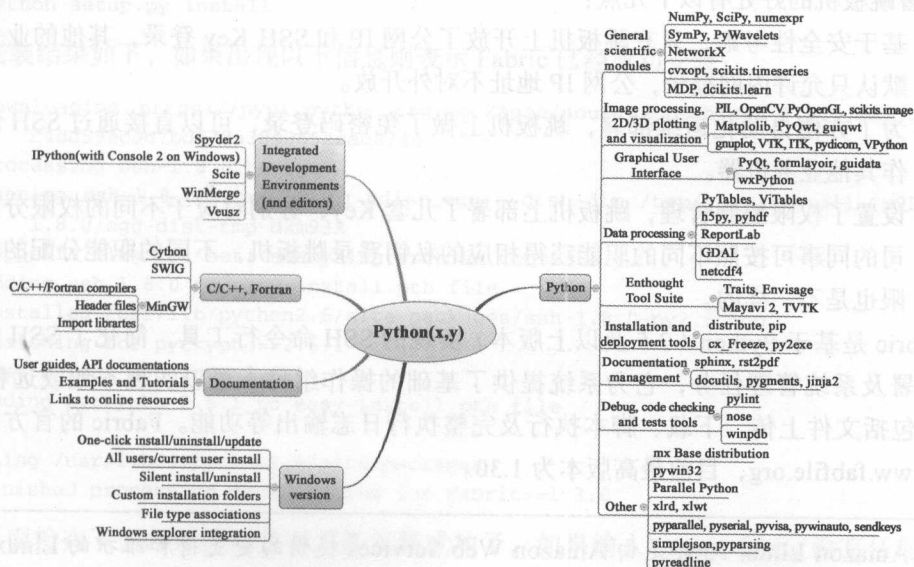 Python(x,y)
Integrated
Development
Environments
(and editors)
Spyder2
IPython(with Console 2 on Windows)
Scite
WinMerge
Veusz
C/C++, Fortran
Cython
SWIG
C/C++/Fortran compilers
Header files
Import libraries
MinGW
Documentation
User guides, API documentations
Examples and Tutorials
Links to online resources
Windows
version
One-click install/uninstall/update
All users/current user install
Silent install/uninstall
Custom installation folders
File type associations
Windows explorer integration
Python
General
scientific
modules
NumPy, SciPy, numexpr
SymPy, PyWavelets
NetworkX
cvxopt, scikits.timeseries
MDP, dcikits.learn
Image processing,
2D/3D plotting
and visualization
PIL, OpenCV, PyOpenGL, scikits.image
Matplolib, PyQwt, guiqwt
gnuplot, VTK, ITK, pydicom, VPython
Graphical User
Interface
PyQt, formlayoir, guidata
wxPython
Data processing
PyTables, ViTables
h5py, pyhdf
ReportLab
GDAL
netcdf4
Enthought
Tool Suite
Traits, Envisage
Mayavi 2, TVTK
Installation and
deployment tools
distribute, pip
cx_Freeze, py2exe
Documentation
management
sphinx, rst2pdf
docutils, pygments, jinja2
Debug, code checking
and tests tools
pylint
nose
winpdb
Other
mx Base distribution
pywin32
Parallel Python
xlrd, xlwt
pyparallel, pyserial, pyvisa, pywinauto, sendkeys
simplejson,pyparsing
pyreadline